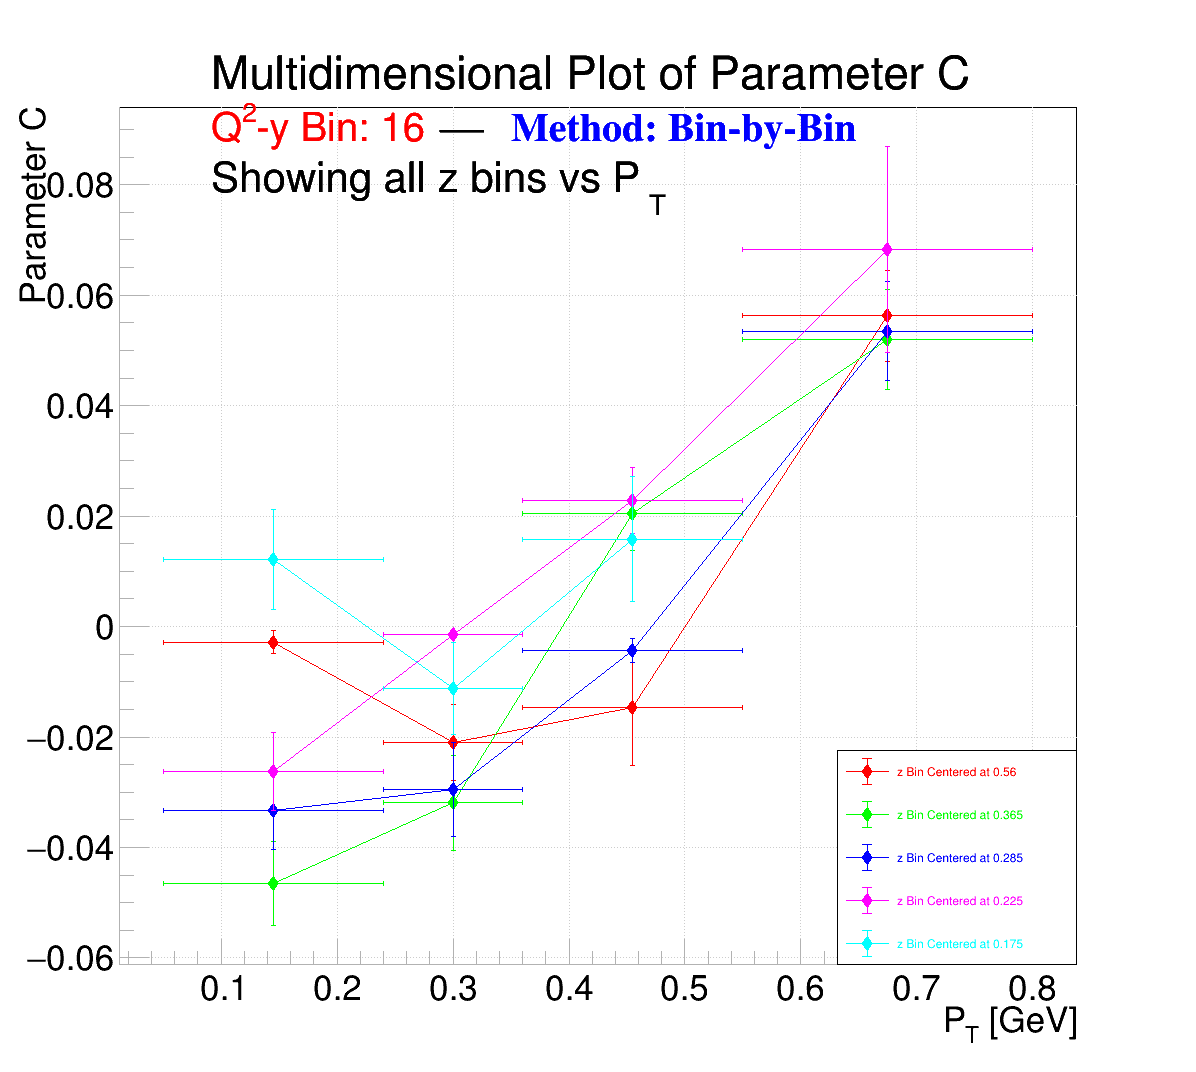 Multidimensional Plot of Parameter C
Q²-y Bin: 16 — Method: Bin-by-Bin
Showing all z bins vs P_T
Parameter C
0.08
0.06
0.04
0.02
0
−0.02
−0.04
−0.06
z Bin Centered at 0.56
z Bin Centered at 0.365
z Bin Centered at 0.285
z Bin Centered at 0.225
z Bin Centered at 0.175
0.1 0.2 0.3 0.4 0.5 0.6 0.7 0.8
P_T [GeV]